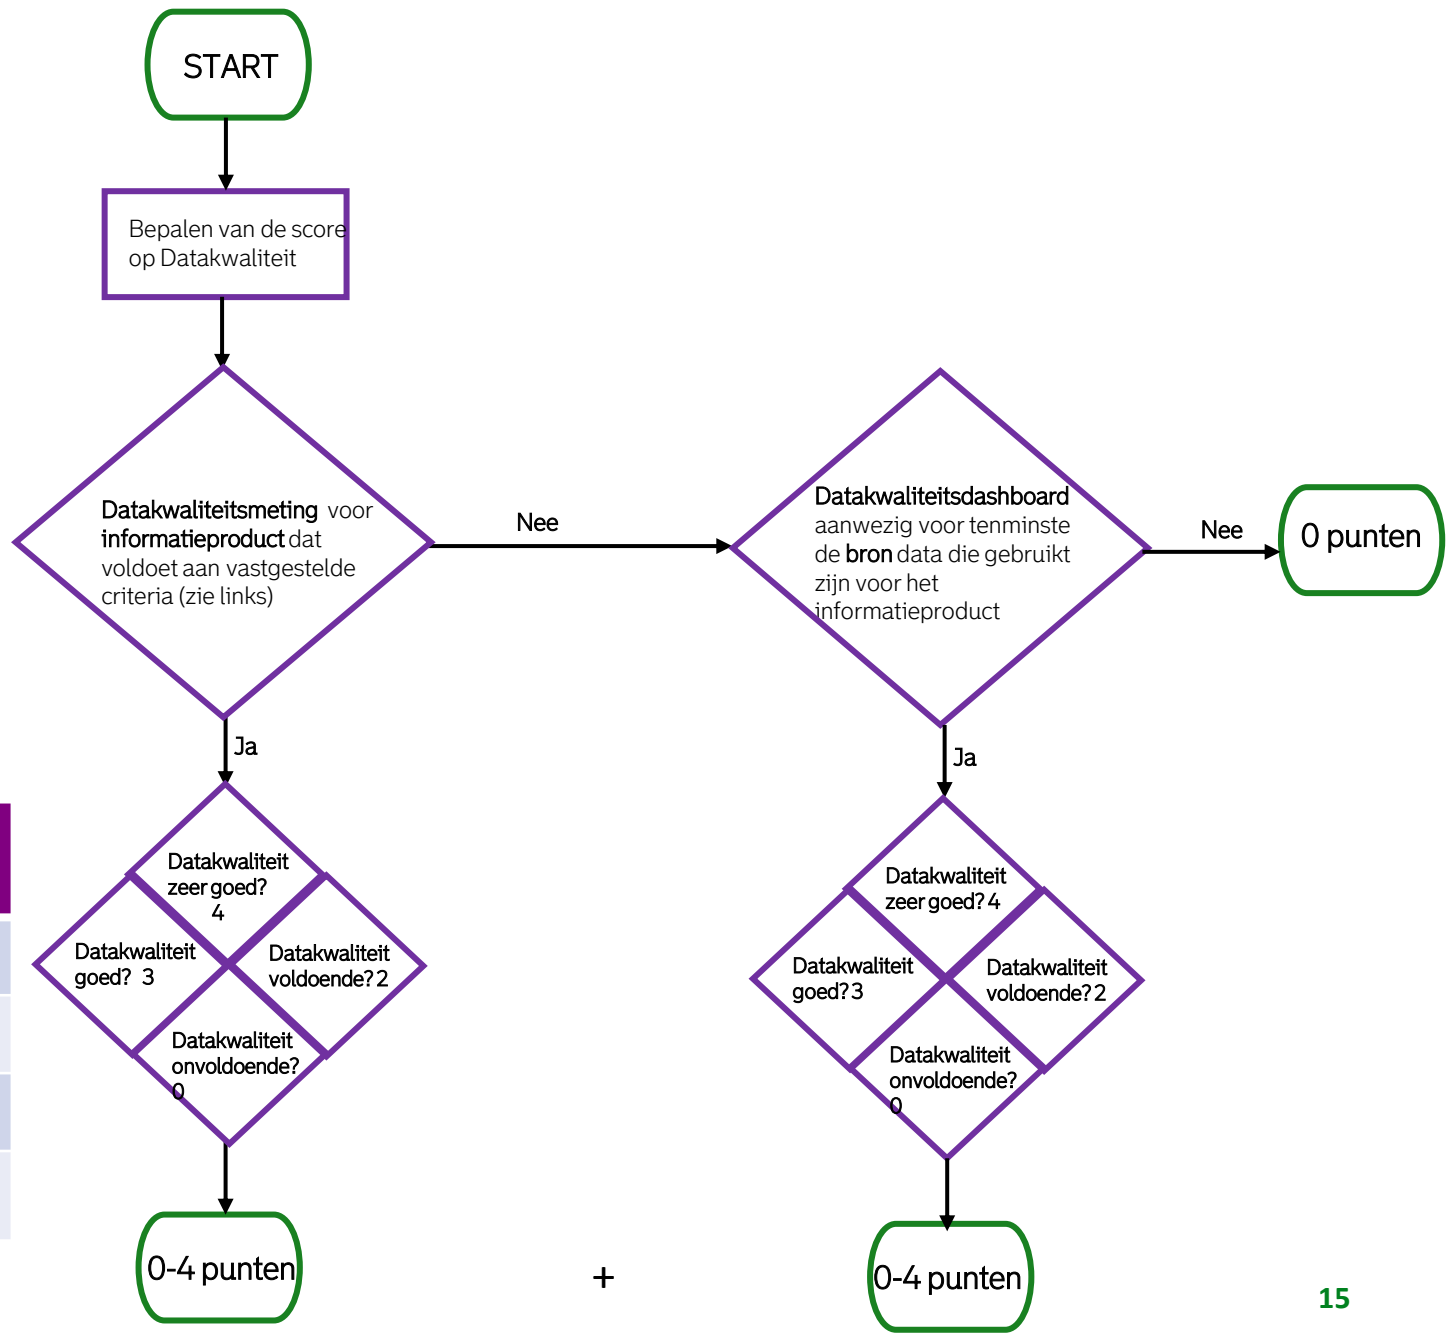 START
Bepalen van de score
op Datakwaliteit
Datakwaliteitsmeting voor
informatieproduct dat
voldoet aan vastgestelde
criteria (zie links)
Nee
Datakwaliteitsdashboard
aanwezig voor tenminste
de bron data die gebruikt
zijn voor het
informatieproduct
Nee
0 punten
Ja
Datakwaliteit
zeer goed?
4
Datakwaliteit
goed? 3
Datakwaliteit
voldoende? 2
Datakwaliteit
onvoldoende?
0
0-4 punten
+
Ja
Datakwaliteit
zeer goed? 4
Datakwaliteit
goed? 3
Datakwaliteit
voldoende? 2
Datakwaliteit
onvoldoende?
0
0-4 punten
15